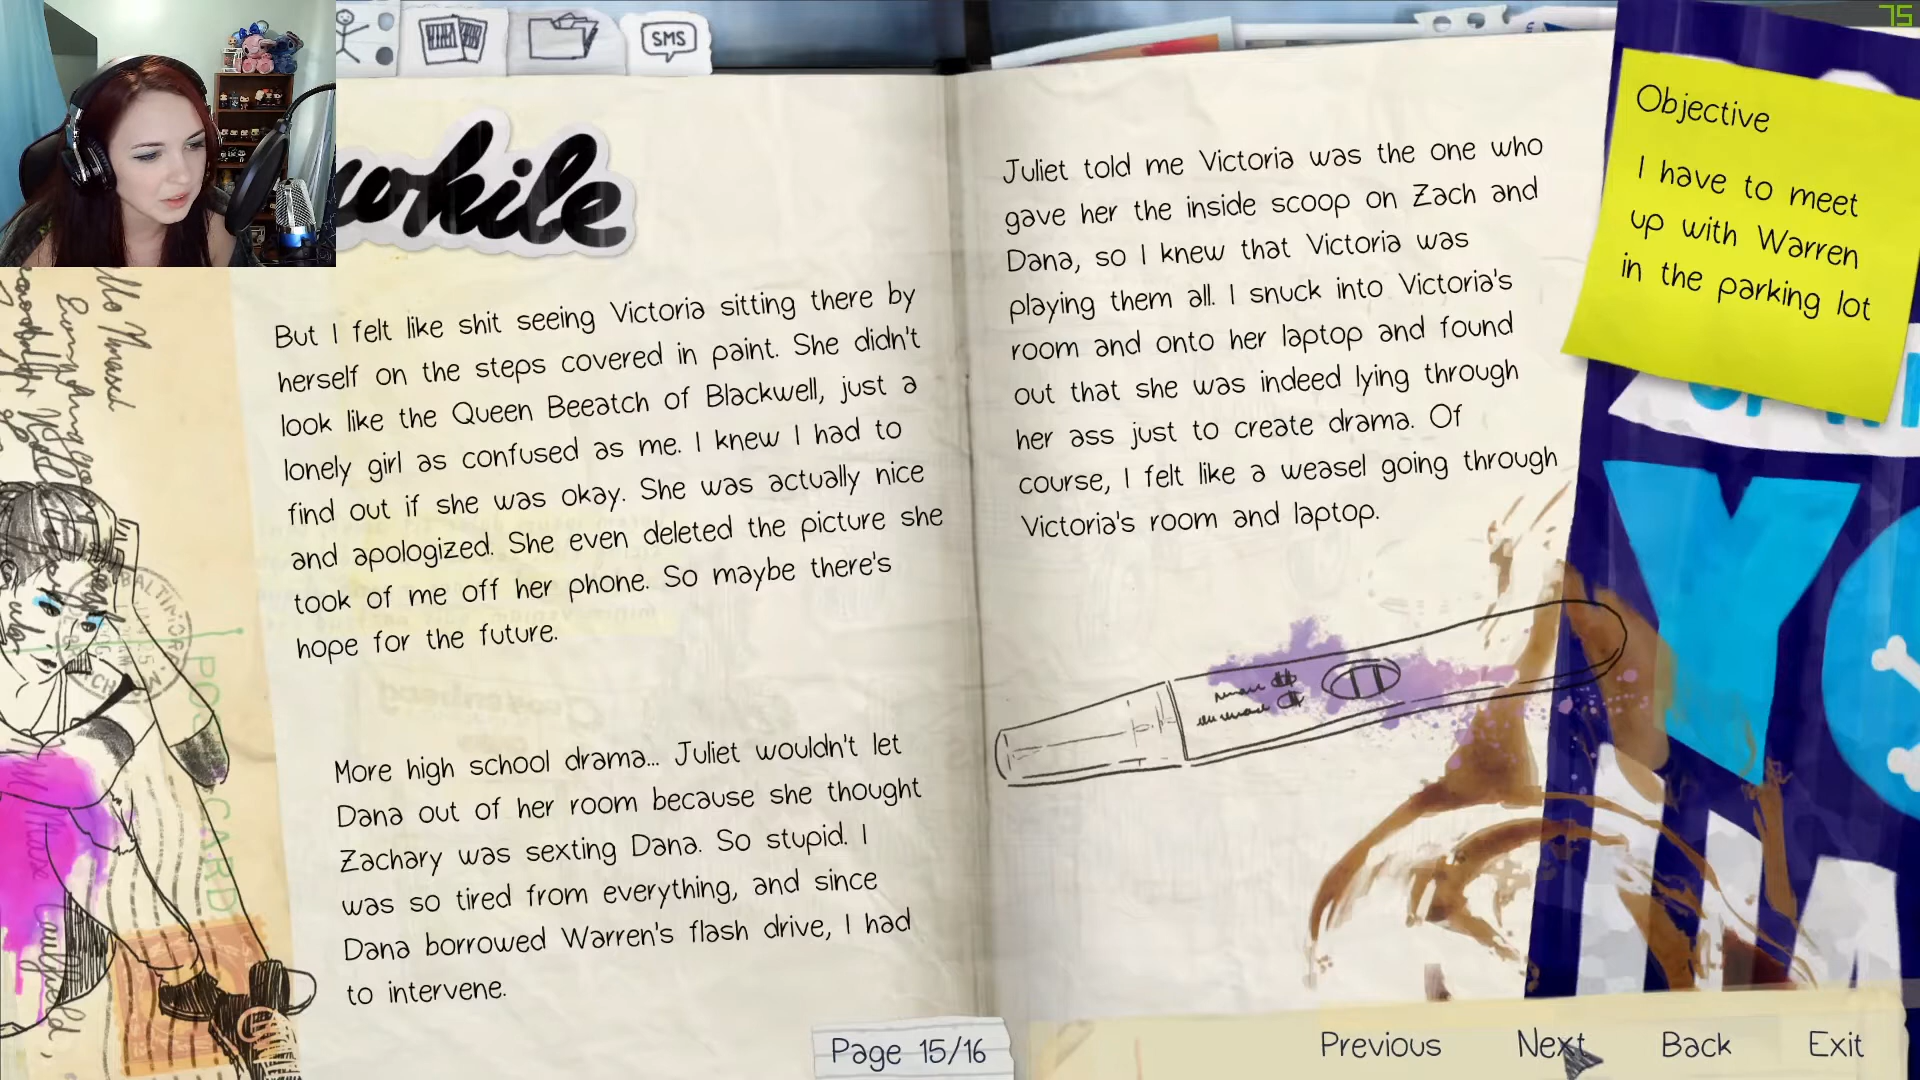 75
SMS
while
But I felt like shit seeing Victoria sitting there by
herself on the steps covered in paint. She didn't
look like the Queen Beeatch of Blackwell, just a
lonely girl as confused as me. I knew I had to
find out if she was okay. She was actually nice
and apologized. She even deleted the picture she
took of me off her phone. So maybe there's
hope for the future.
More high school drama... Juliet wouldn't let
Dana out of her room because she thought
Zachary was sexting Dana. So stupid. I
was so tired from everything, and since
Dana borrowed Warren's flash drive, I had
to intervene.
Juliet told me Victoria was the one who
gave her the inside scoop on Zach and
Dana, so I knew that Victoria was
playing them all. I snuck into Victoria's
room and onto her laptop and found
out that she was indeed lying through
her ass just to create drama. Of
course, I felt like a weasel going through
Victoria's room and laptop.
Objective
I have to meet
up with Warren
in the parking lot
POST CARD
Page 15/16
Previous
Next
Back
Exit